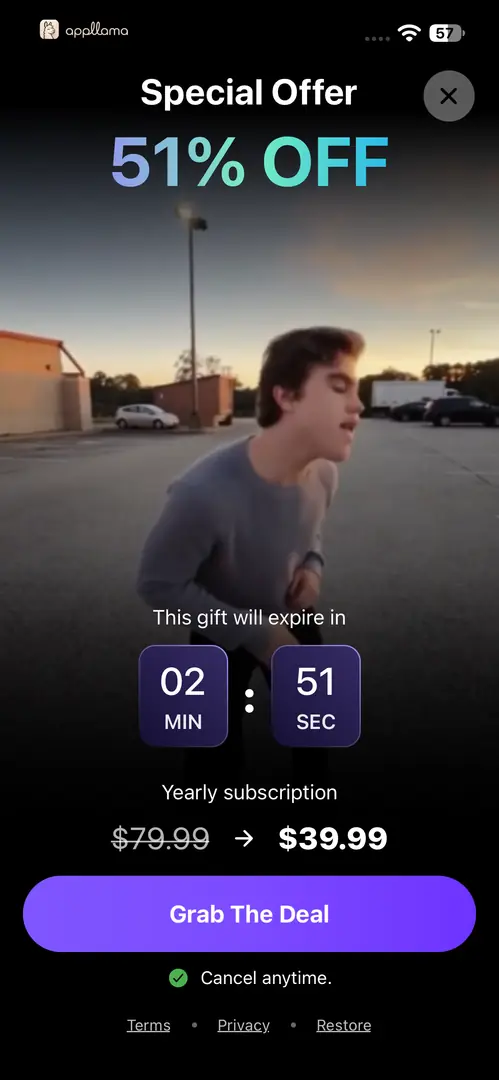 appllama
57
Special Offer
51% OFF
This gift will expire in
02 : 51
MIN SEC
Yearly subscription
$79.99 → $39.99
Grab The Deal
Cancel anytime.
Terms • Privacy • Restore